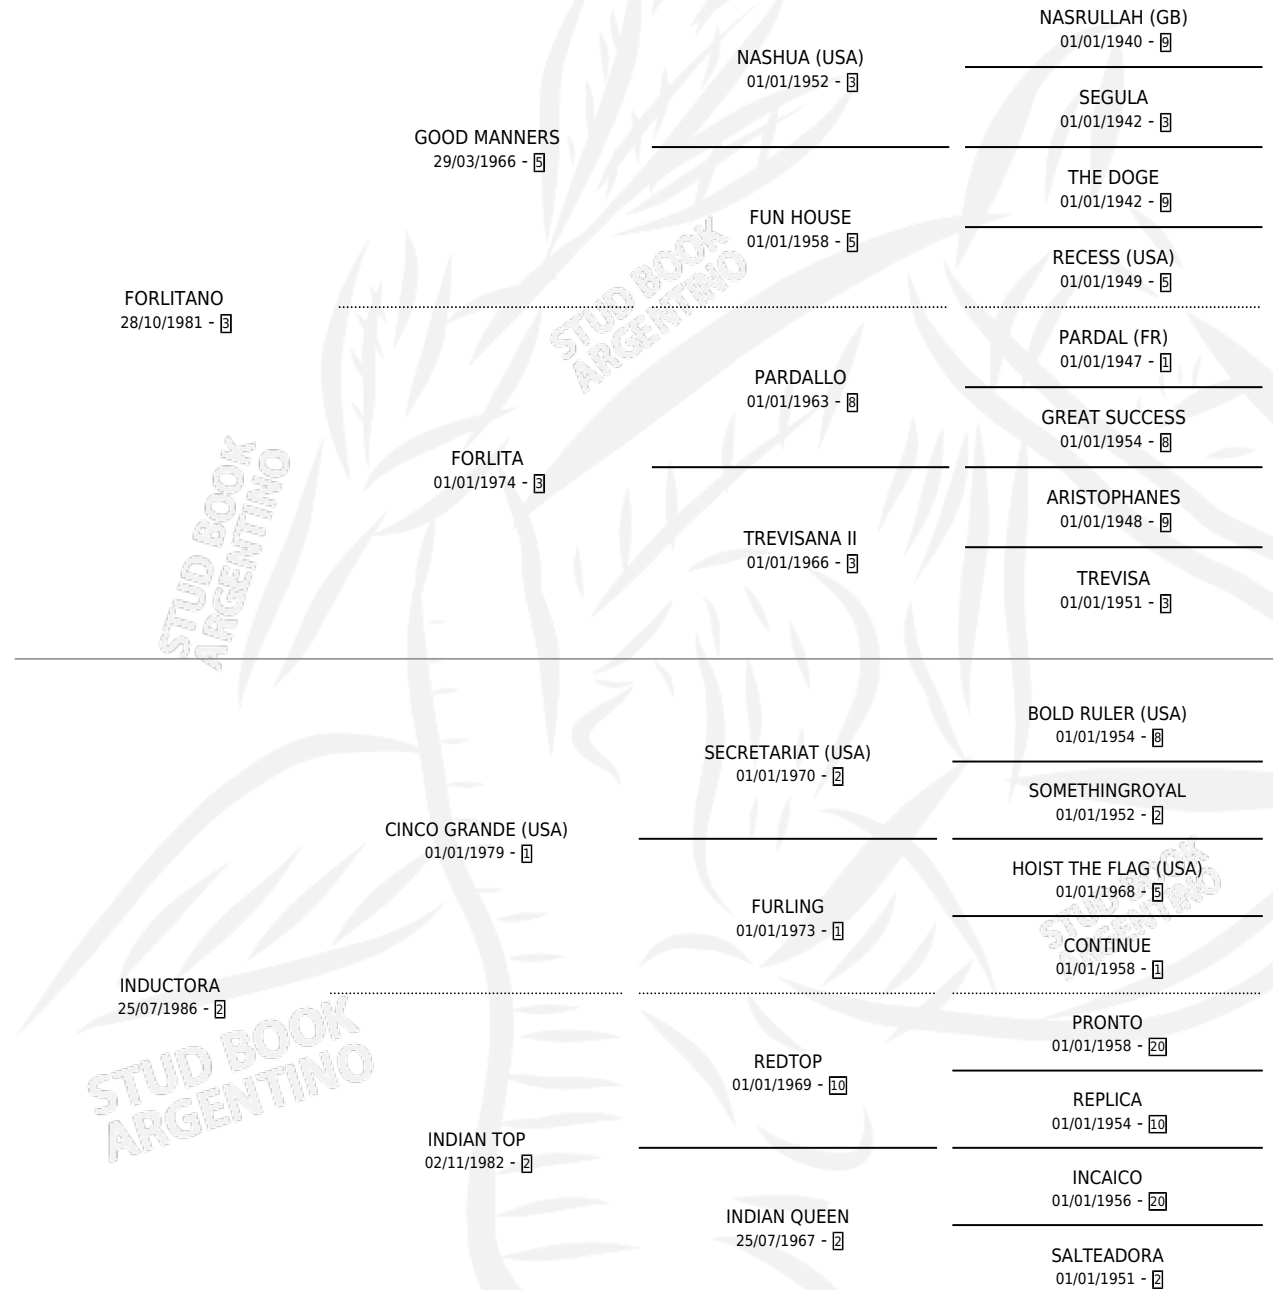 NASRULLAH (GB)
01/01/1940 - 9
NASHUA (USA)
01/01/1952 - 3
SEGULA
01/01/1942 - 3
GOOD MANNERS
29/03/1966 - 5
THE DOGE
01/01/1942 - 9
FUN HOUSE
01/01/1958 - 5
RECESS (USA)
01/01/1949 - 5
FORLITANO
28/10/1981 - 3
PARDAL (FR)
01/01/1947 - 1
PARDALLO
01/01/1963 - 8
GREAT SUCCESS
01/01/1954 - 8
FORLITA
01/01/1974 - 3
ARISTOPHANES
01/01/1948 - 9
TREVISANA II
01/01/1966 - 3
TREVISA
01/01/1951 - 3
BOLD RULER (USA)
01/01/1954 - 8
SECRETARIAT (USA)
01/01/1970 - 2
SOMETHINGROYAL
01/01/1952 - 2
CINCO GRANDE (USA)
01/01/1979 - 1
HOIST THE FLAG (USA)
01/01/1968 - 5
FURLING
01/01/1973 - 1
CONTINUE
01/01/1958 - 1
INDUCTORA
25/07/1986 - 2
PRONTO
01/01/1958 - 20
REDTOP
01/01/1969 - 10
REPLICA
01/01/1954 - 10
INDIAN TOP
02/11/1982 - 2
INCAICO
01/01/1956 - 20
INDIAN QUEEN
25/07/1967 - 2
SALTEADORA
01/01/1951 - 2
STUD BOOK
ARGENTINO
STUD BOOK
ARGENTINO
STUD BOOK
ARGENTINO
STUD BOOK
ARGENTINO